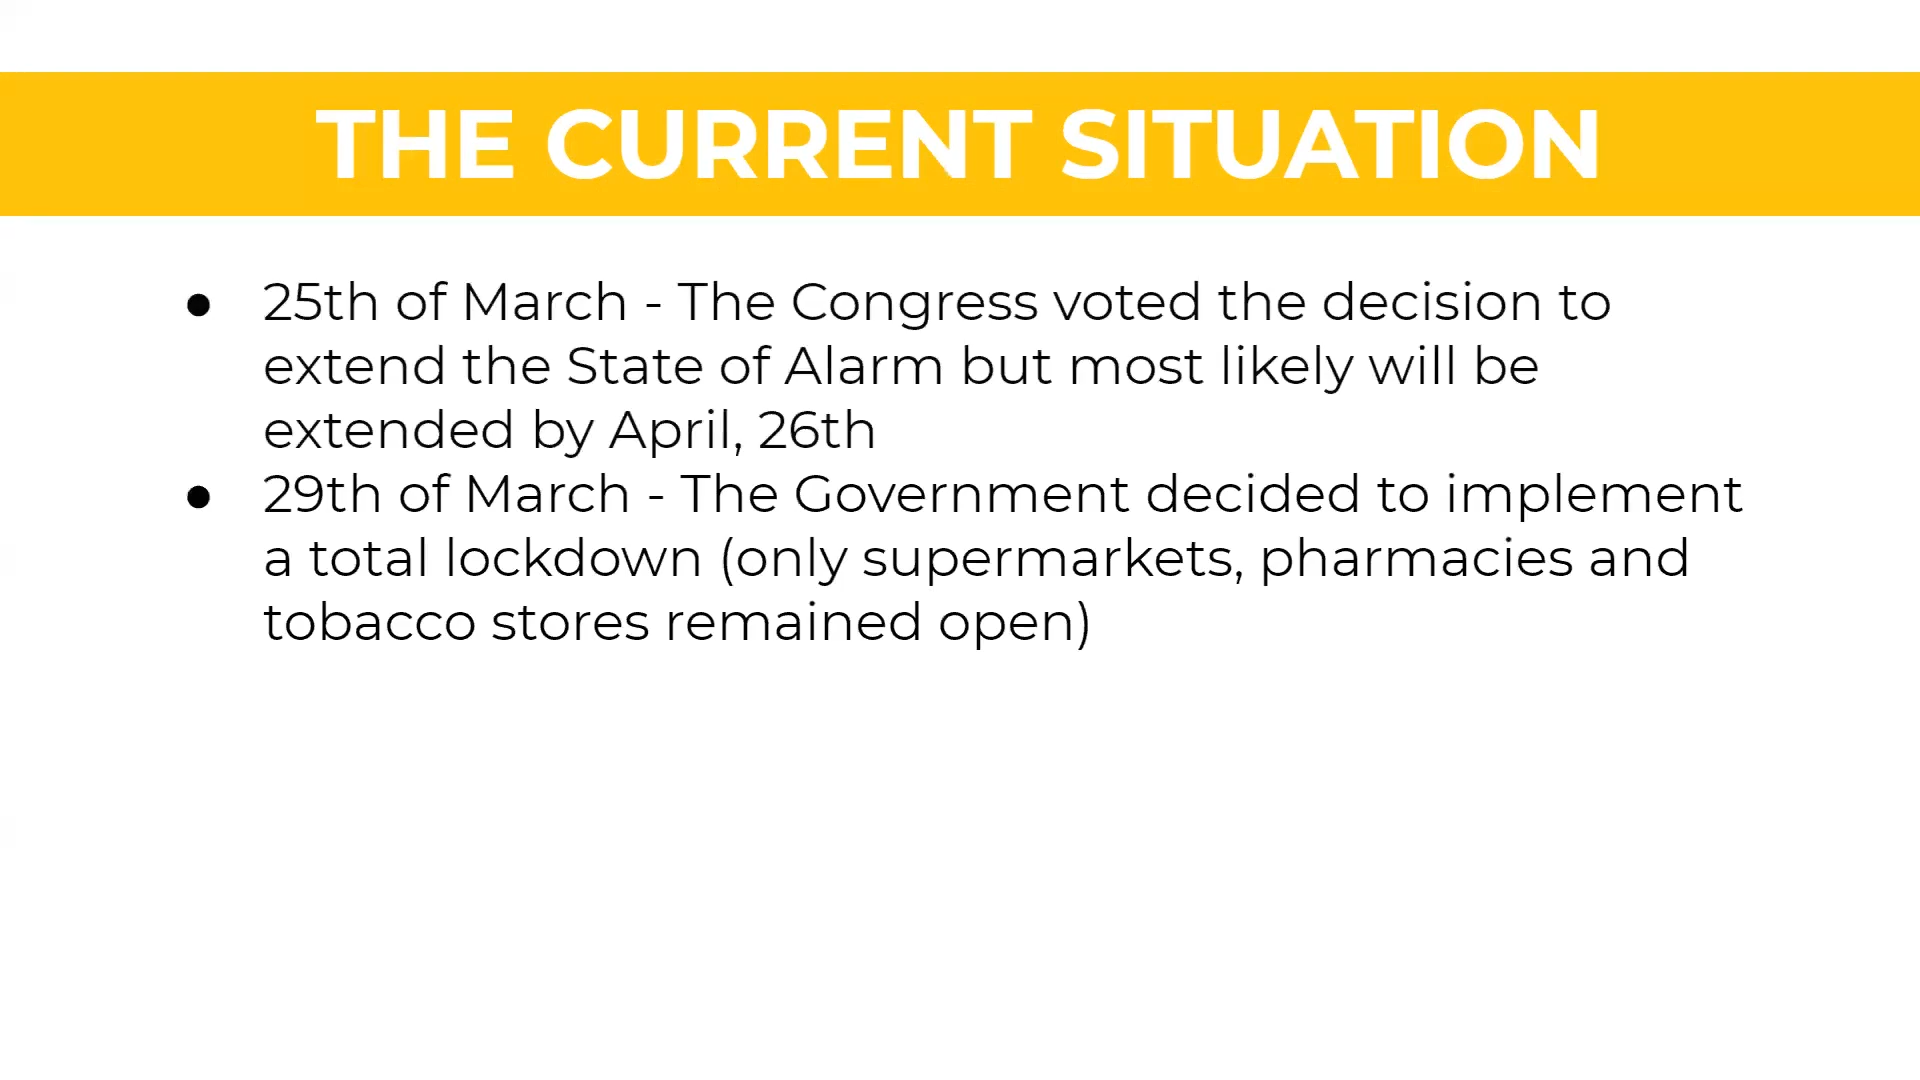 THE CURRENT SITUATION
● 25th of March - The Congress voted the decision to
extend the State of Alarm but most likely will be
extended by April, 26th
● 29th of March - The Government decided to implement
a total lockdown (only supermarkets, pharmacies and
tobacco stores remained open)